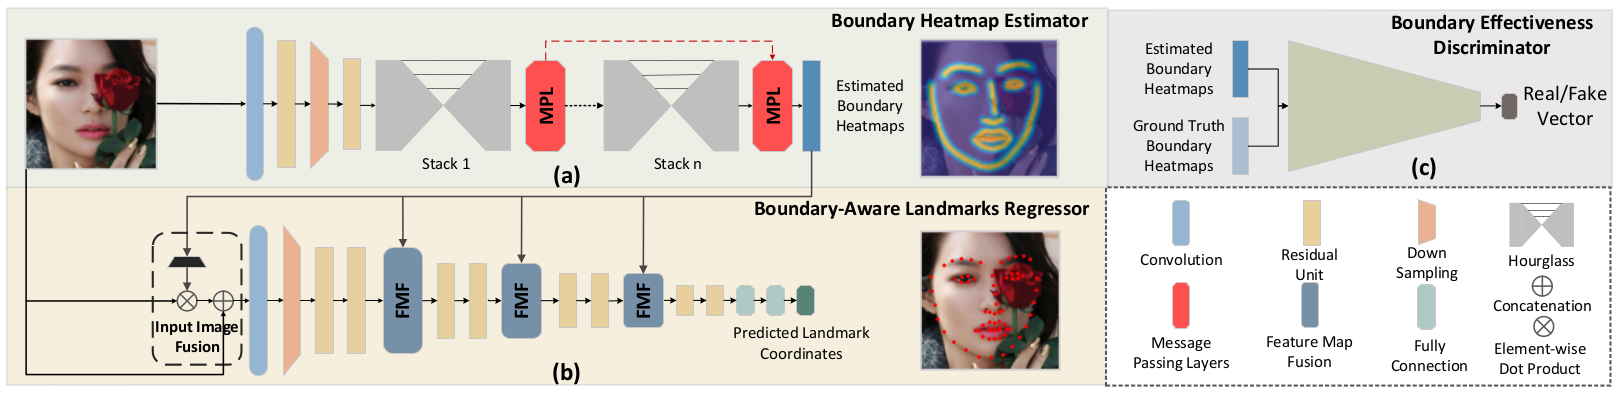 Boundary Heatmap Estimator
MPL
MPL
Estimated
Boundary
Heatmaps
Stack 1
Stack n
(a)
Boundary-Aware Landmarks Regressor
FMF
FMF
FMF
Input Image
Fusion
Predicted Landmark
Coordinates
(b)
Boundary Effectiveness
Discriminator
Estimated
Boundary
Heatmaps
Ground Truth
Boundary
Heatmaps
Real/Fake
Vector
(c)
Convolution
Residual
Unit
Down
Sampling
Hourglass
Concatenation
Message
Passing Layers
Feature Map
Fusion
Fully
Connection
Element-wise
Dot Product